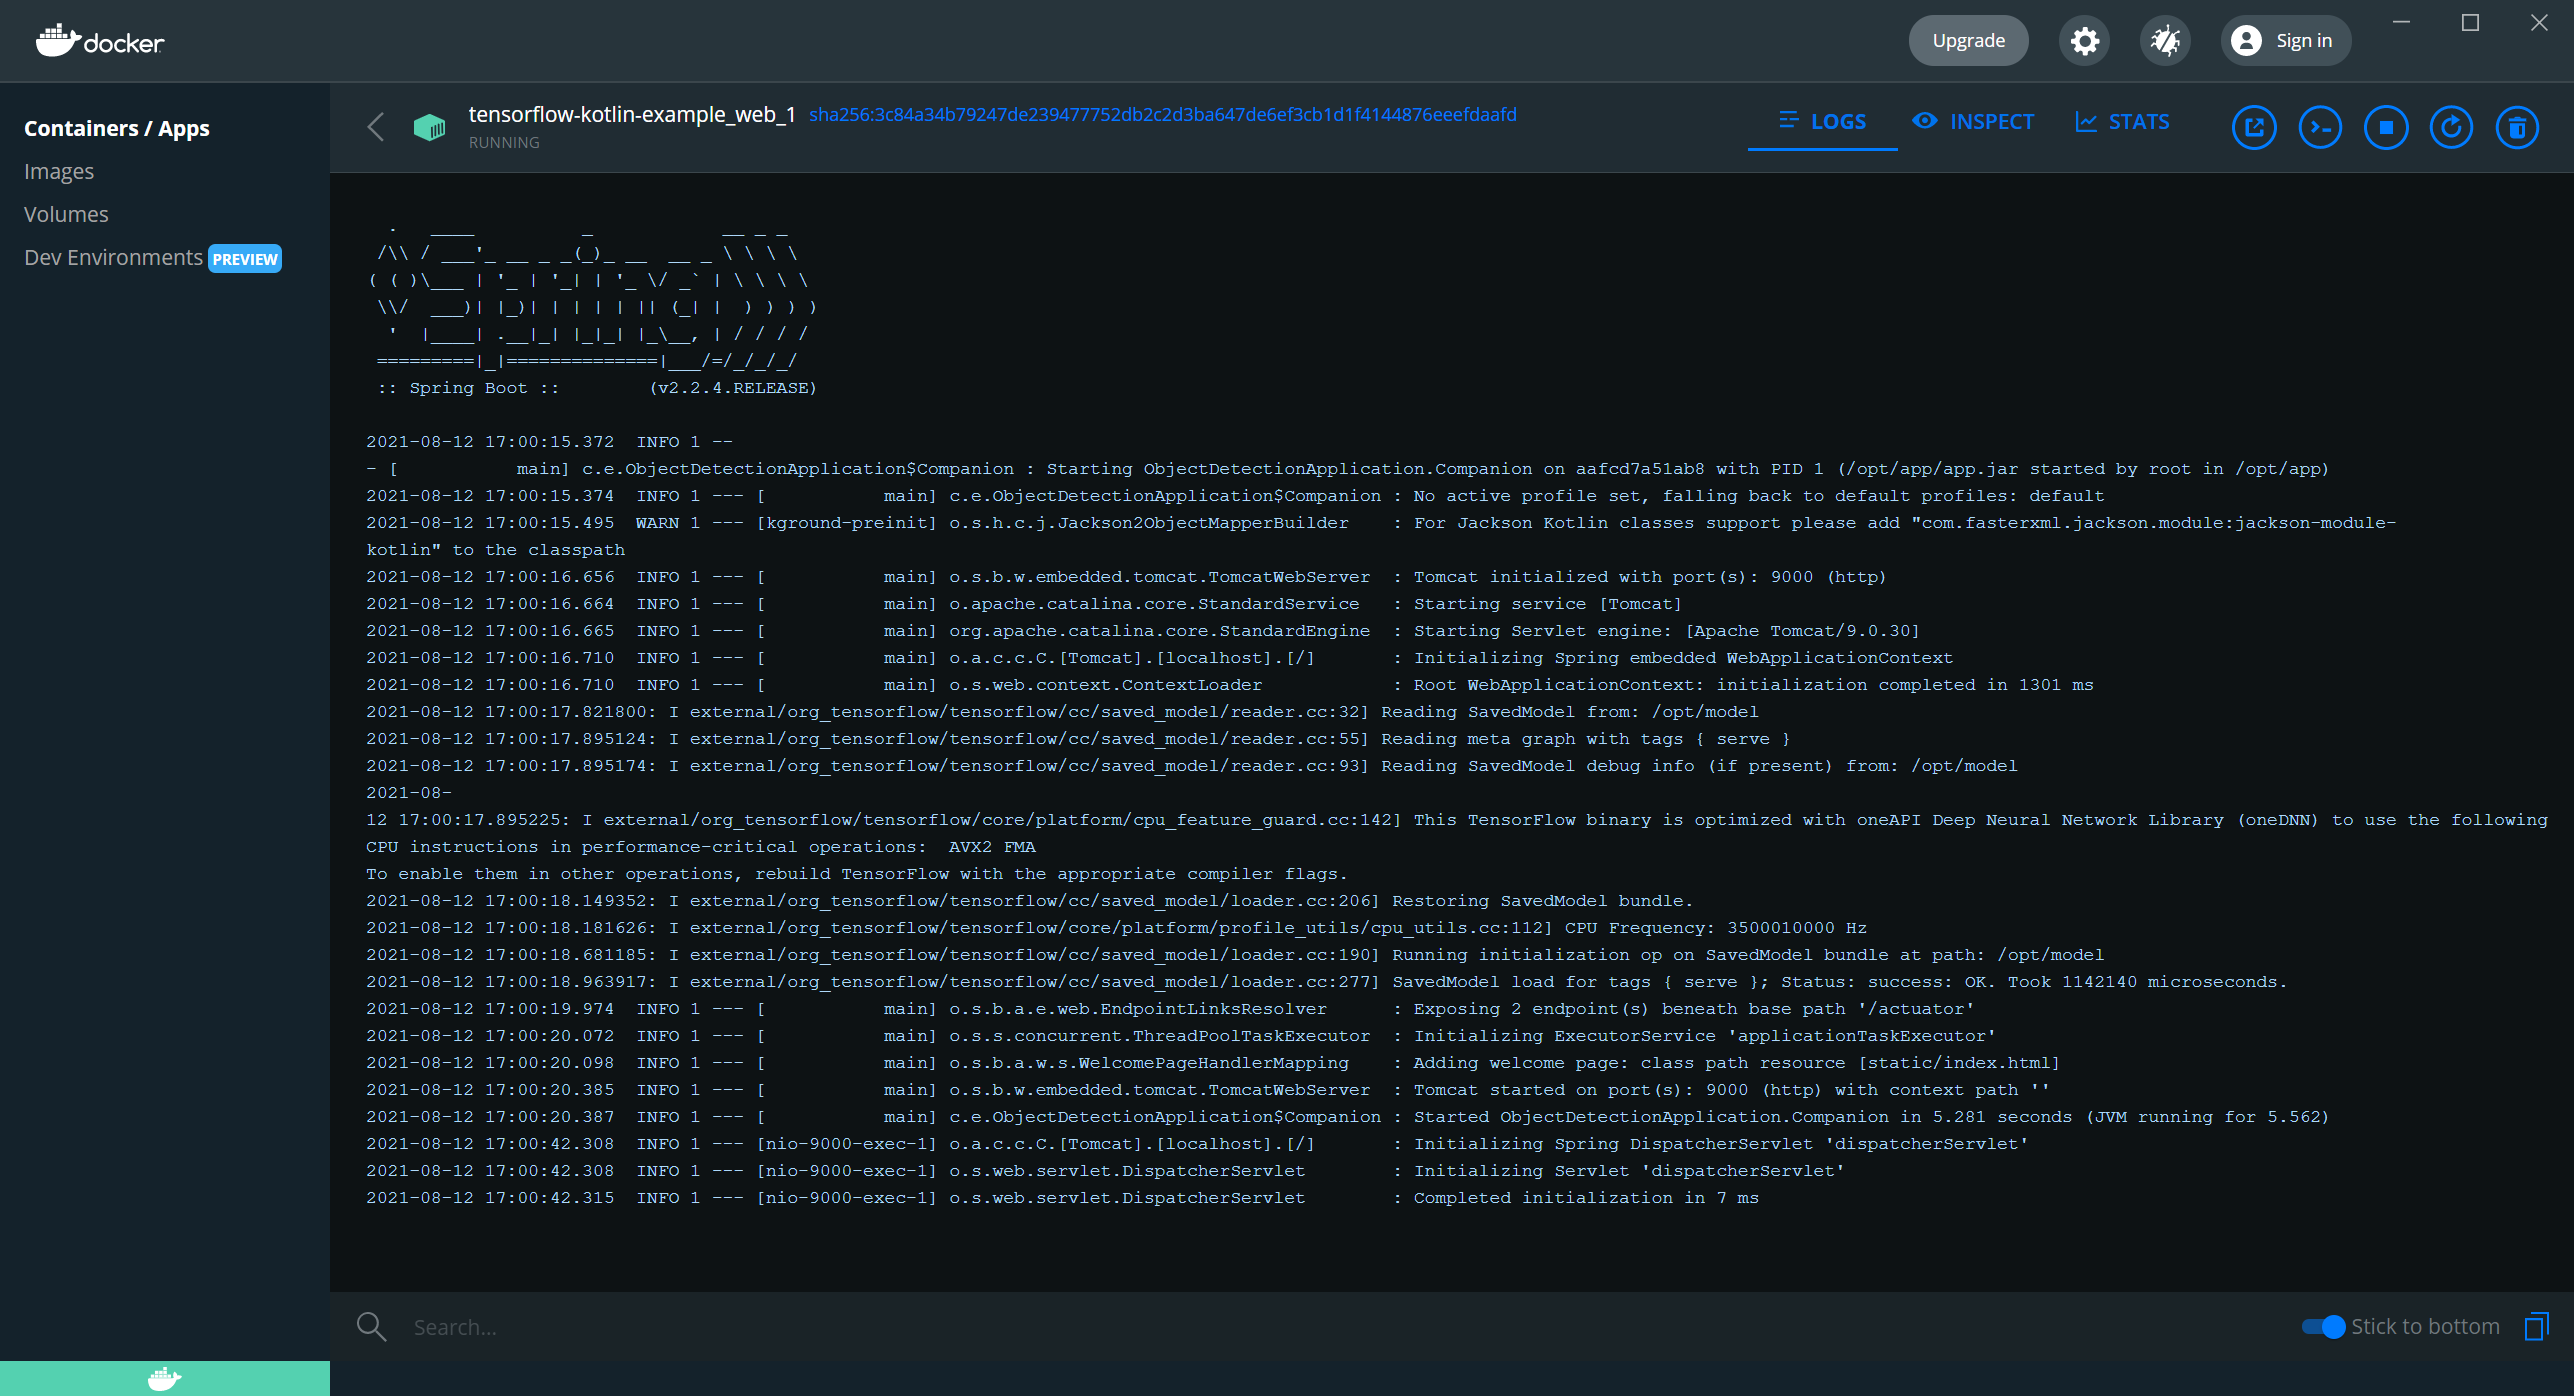 docker
Upgrade
Sign in
Containers / Apps
Images
Volumes
Dev Environments PREVIEW
tensorflow-kotlin-example_web_1 sha256:3c84a34b79247de239477752db2c2d3ba647de6ef3cb1d1f4144876eeefdaafd
RUNNING
LOGS
INSPECT
STATS
  .   ____          _            __ _ _
 /\\ / ___'_ __ _ _(_)_ __  __ _ \ \ \ \
( ( )\___ | '_ | '_| | '_ \/ _` | \ \ \ \
 \\/  ___)| |_)| | | | | || (_| |  ) ) ) )
  '  |____| .__|_| |_|_| |_\__, | / / / /
 =========|_|==============|___/=/_/_/_/
 :: Spring Boot ::        (v2.2.4.RELEASE)
2021-08-12 17:00:15.372  INFO 1 --
- [           main] c.e.ObjectDetectionApplication$Companion : Starting ObjectDetectionApplication.Companion on aafcd7a51ab8 with PID 1 (/opt/app/app.jar started by root in /opt/app)
2021-08-12 17:00:15.374  INFO 1 --- [           main] c.e.ObjectDetectionApplication$Companion : No active profile set, falling back to default profiles: default
2021-08-12 17:00:15.495  WARN 1 --- [kground-preinit] o.s.h.c.j.Jackson2ObjectMapperBuilder    : For Jackson Kotlin classes support please add "com.fasterxml.jackson.module:jackson-module-
kotlin" to the classpath
2021-08-12 17:00:16.656  INFO 1 --- [           main] o.s.b.w.embedded.tomcat.TomcatWebServer  : Tomcat initialized with port(s): 9000 (http)
2021-08-12 17:00:16.664  INFO 1 --- [           main] o.apache.catalina.core.StandardService   : Starting service [Tomcat]
2021-08-12 17:00:16.665  INFO 1 --- [           main] org.apache.catalina.core.StandardEngine  : Starting Servlet engine: [Apache Tomcat/9.0.30]
2021-08-12 17:00:16.710  INFO 1 --- [           main] o.a.c.c.C.[Tomcat].[localhost].[/]       : Initializing Spring embedded WebApplicationContext
2021-08-12 17:00:16.710  INFO 1 --- [           main] o.s.web.context.ContextLoader            : Root WebApplicationContext: initialization completed in 1301 ms
2021-08-12 17:00:17.821800: I external/org_tensorflow/tensorflow/cc/saved_model/reader.cc:32] Reading SavedModel from: /opt/model
2021-08-12 17:00:17.895124: I external/org_tensorflow/tensorflow/cc/saved_model/reader.cc:55] Reading meta graph with tags { serve }
2021-08-12 17:00:17.895174: I external/org_tensorflow/tensorflow/cc/saved_model/reader.cc:93] Reading SavedModel debug info (if present) from: /opt/model
2021-08-
12 17:00:17.895225: I external/org_tensorflow/tensorflow/core/platform/cpu_feature_guard.cc:142] This TensorFlow binary is optimized with oneAPI Deep Neural Network Library (oneDNN) to use the following
CPU instructions in performance-critical operations:  AVX2 FMA
To enable them in other operations, rebuild TensorFlow with the appropriate compiler flags.
2021-08-12 17:00:18.149352: I external/org_tensorflow/tensorflow/cc/saved_model/loader.cc:206] Restoring SavedModel bundle.
2021-08-12 17:00:18.181626: I external/org_tensorflow/tensorflow/core/platform/profile_utils/cpu_utils.cc:112] CPU Frequency: 3500010000 Hz
2021-08-12 17:00:18.681185: I external/org_tensorflow/tensorflow/cc/saved_model/loader.cc:190] Running initialization op on SavedModel bundle at path: /opt/model
2021-08-12 17:00:18.963917: I external/org_tensorflow/tensorflow/cc/saved_model/loader.cc:277] SavedModel load for tags { serve }; Status: success: OK. Took 1142140 microseconds.
2021-08-12 17:00:19.974  INFO 1 --- [           main] o.s.b.a.e.web.EndpointLinksResolver      : Exposing 2 endpoint(s) beneath base path '/actuator'
2021-08-12 17:00:20.072  INFO 1 --- [           main] o.s.s.concurrent.ThreadPoolTaskExecutor  : Initializing ExecutorService 'applicationTaskExecutor'
2021-08-12 17:00:20.098  INFO 1 --- [           main] o.s.b.a.w.s.WelcomePageHandlerMapping    : Adding welcome page: class path resource [static/index.html]
2021-08-12 17:00:20.385  INFO 1 --- [           main] o.s.b.w.embedded.tomcat.TomcatWebServer  : Tomcat started on port(s): 9000 (http) with context path ''
2021-08-12 17:00:20.387  INFO 1 --- [           main] c.e.ObjectDetectionApplication$Companion : Started ObjectDetectionApplication.Companion in 5.281 seconds (JVM running for 5.562)
2021-08-12 17:00:42.308  INFO 1 --- [nio-9000-exec-1] o.a.c.c.C.[Tomcat].[localhost].[/]       : Initializing Spring DispatcherServlet 'dispatcherServlet'
2021-08-12 17:00:42.308  INFO 1 --- [nio-9000-exec-1] o.s.web.servlet.DispatcherServlet        : Initializing Servlet 'dispatcherServlet'
2021-08-12 17:00:42.315  INFO 1 --- [nio-9000-exec-1] o.s.web.servlet.DispatcherServlet        : Completed initialization in 7 ms
Search...
Stick to bottom